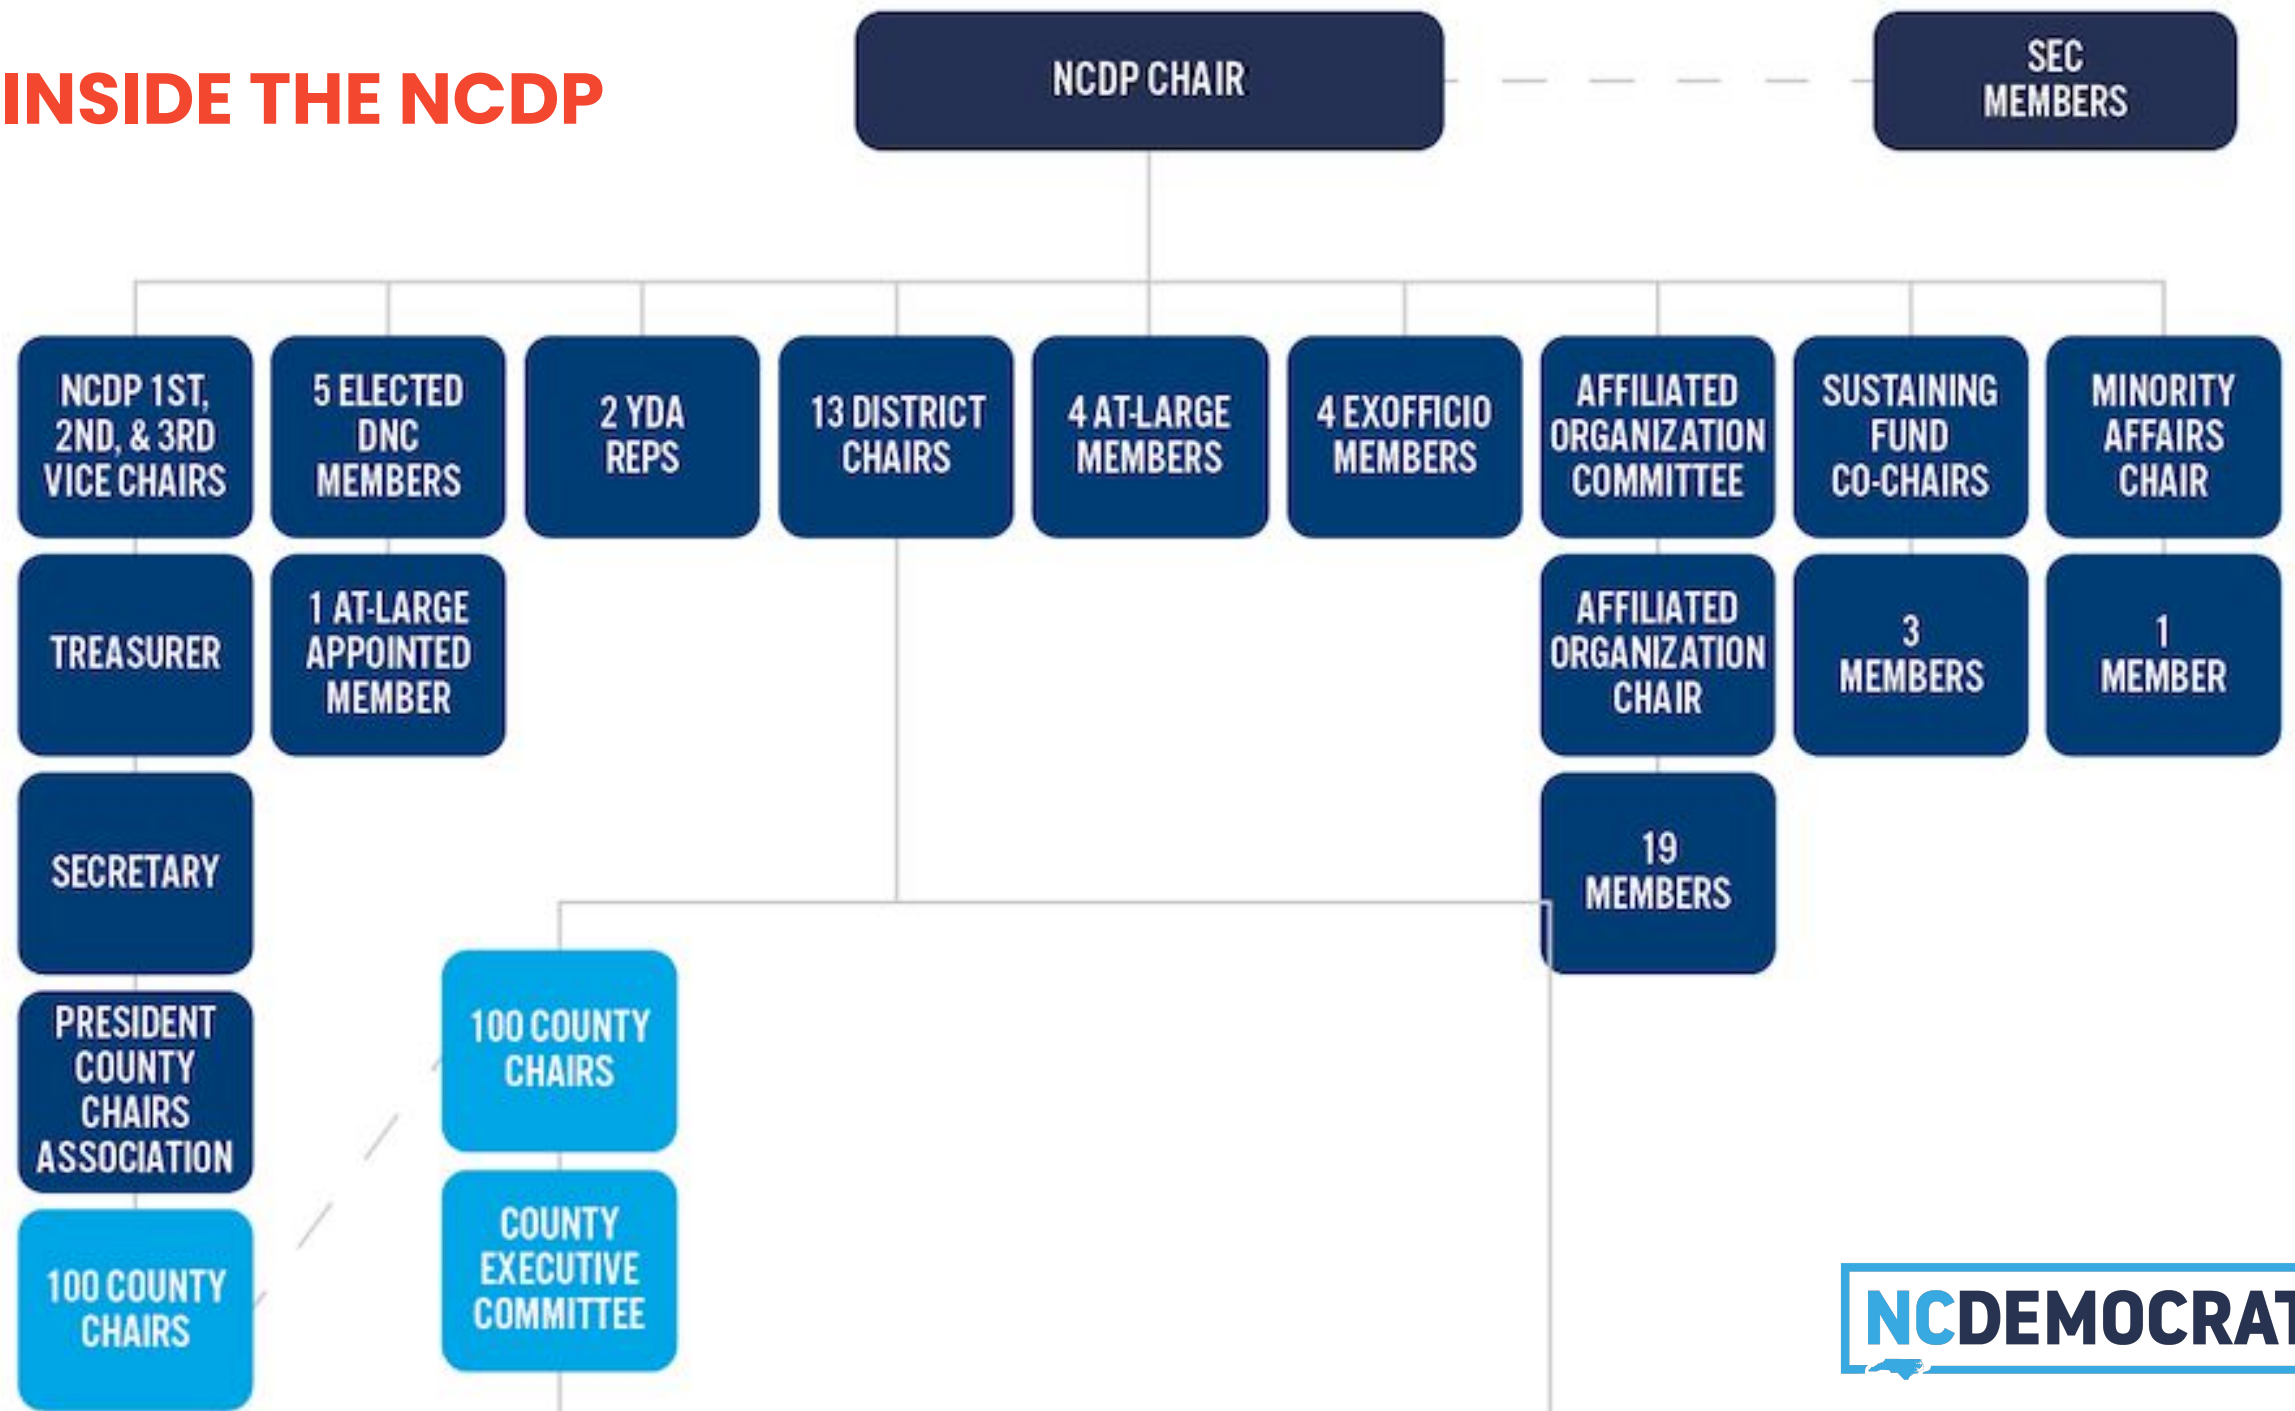 INSIDE THE NCDP
NCDP CHAIR
SEC
MEMBERS
NCDP 1ST,
2ND, & 3RD
VICE CHAIRS
5 ELECTED
DNC
MEMBERS
2 YDA
REPS
13 DISTRICT
CHAIRS
4 AT-LARGE
MEMBERS
4 EXOFFICIO
MEMBERS
AFFILIATED
ORGANIZATION
COMMITTEE
SUSTAINING
FUND
CO-CHAIRS
MINORITY
AFFAIRS
CHAIR
TREASURER
1 AT-LARGE
APPOINTED
MEMBER
AFFILIATED
ORGANIZATION
CHAIR
3
MEMBERS
1
MEMBER
SECRETARY
19
MEMBERS
PRESIDENT
COUNTY
CHAIRS
ASSOCIATION
100 COUNTY
CHAIRS
100 COUNTY
CHAIRS
COUNTY
EXECUTIVE
COMMITTEE
NCDEMOCRAT